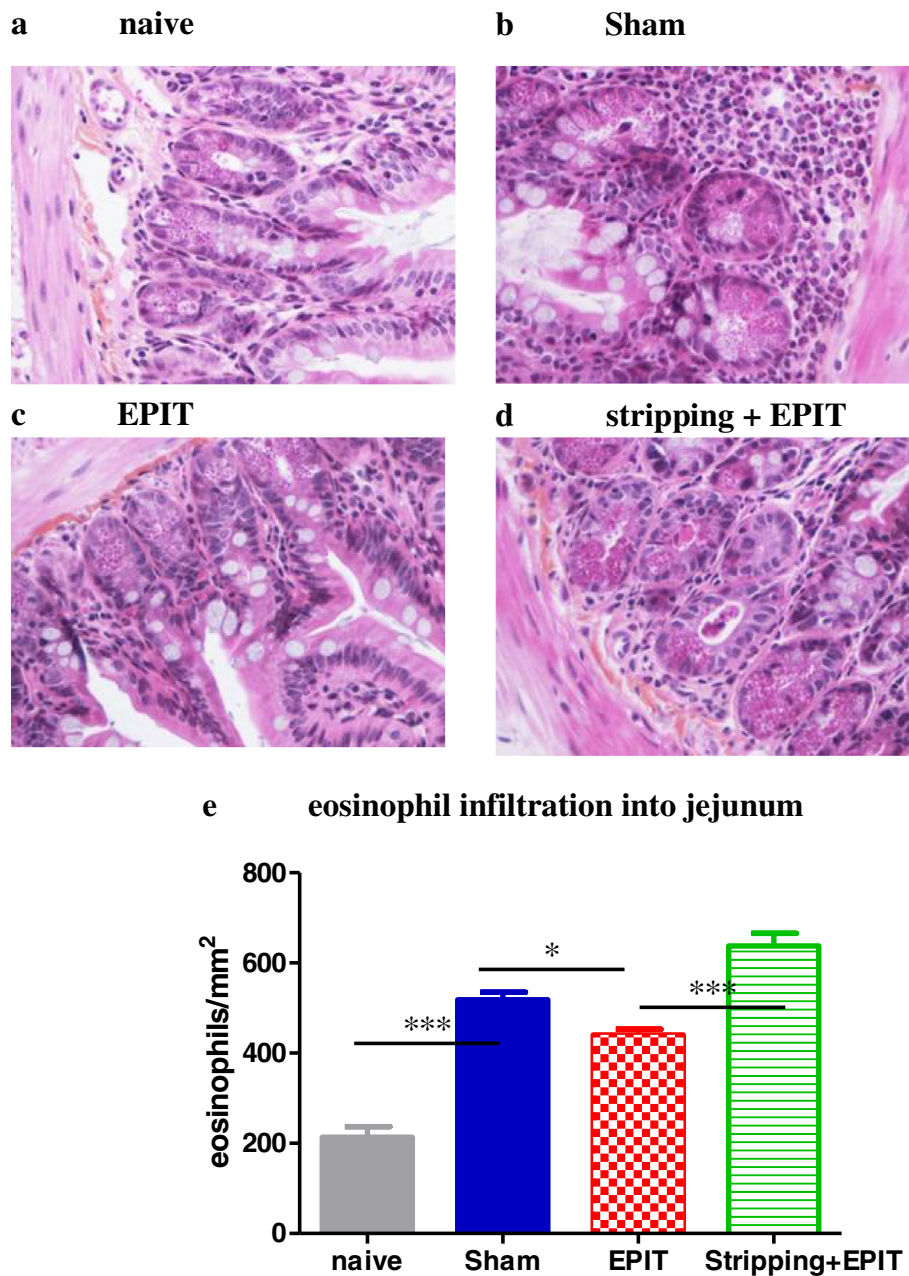 a naive
b Sham
c EPIT
d stripping + EPIT
e eosinophil infiltration into jejunum
800
600
400
200
0
eosinophils/mm²
***
*
***
naive Sham EPIT Stripping+EPIT